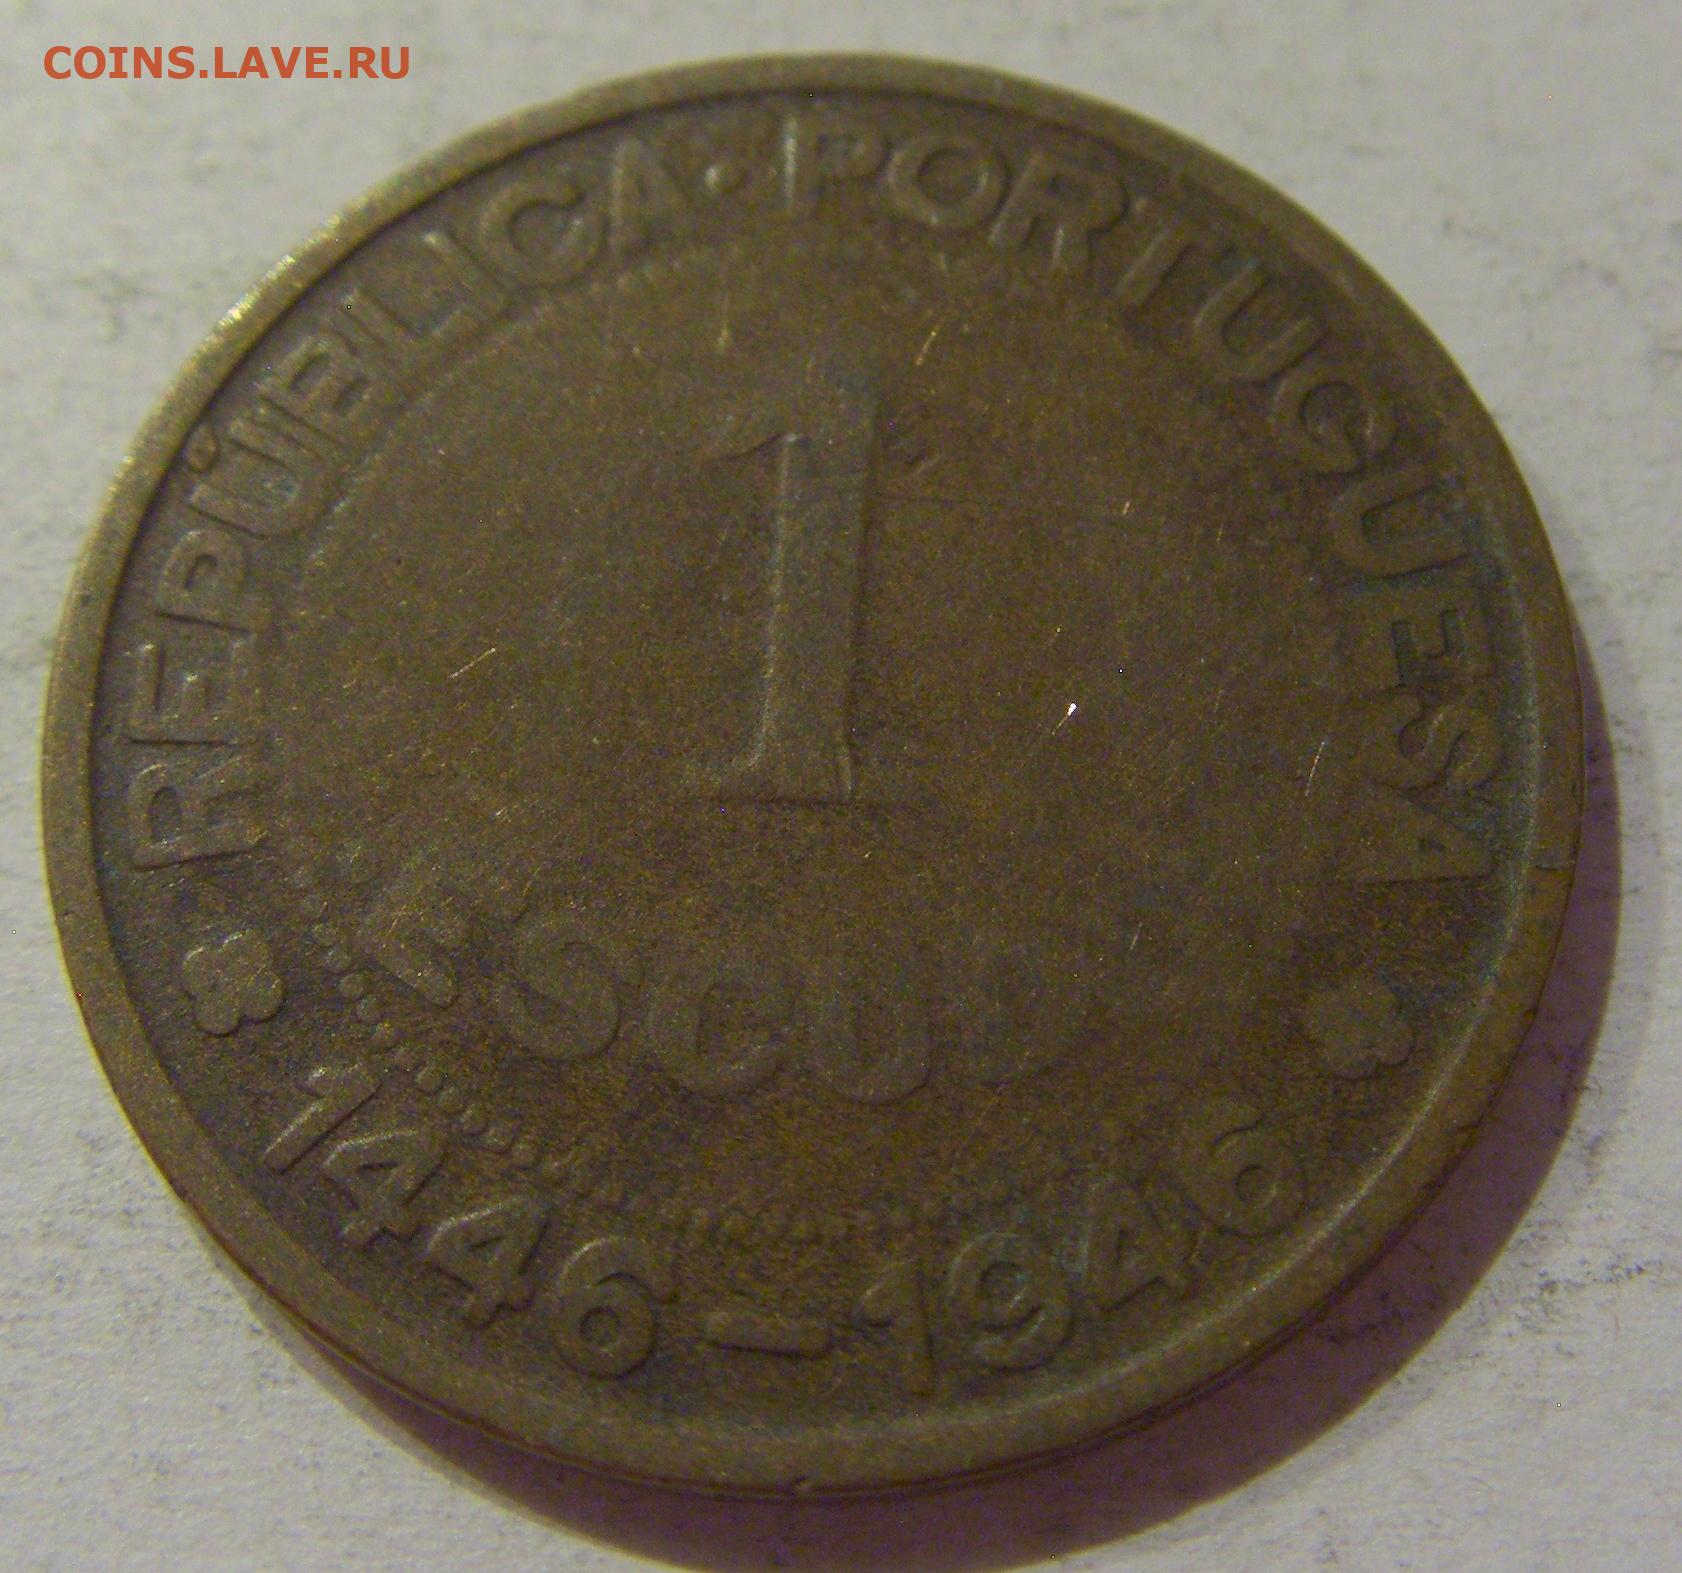 COINS.LAVE.RU
REPÚBLICA · PORTUGUESA
1
ESCUDO
1446-1946